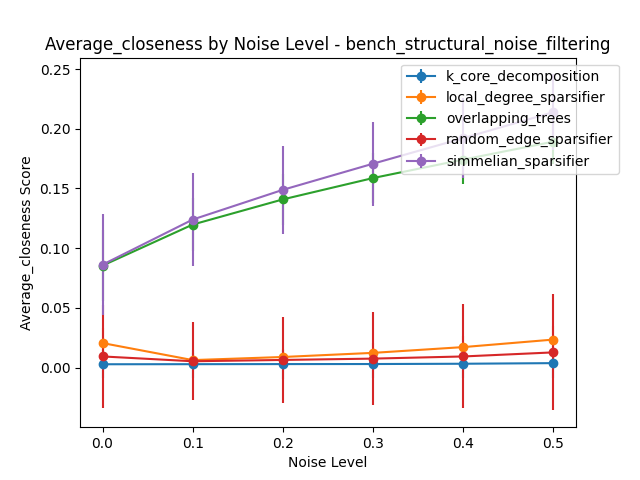 Average_closeness by Noise Level - bench_structural_noise_filtering
k_core_decomposition
local_degree_sparsifier
overlapping_trees
random_edge_sparsifier
simmelian_sparsifier
Average_closeness Score
0.25
0.20
0.15
0.10
0.05
0.00
0.0 0.1 0.2 0.3 0.4 0.5
Noise Level